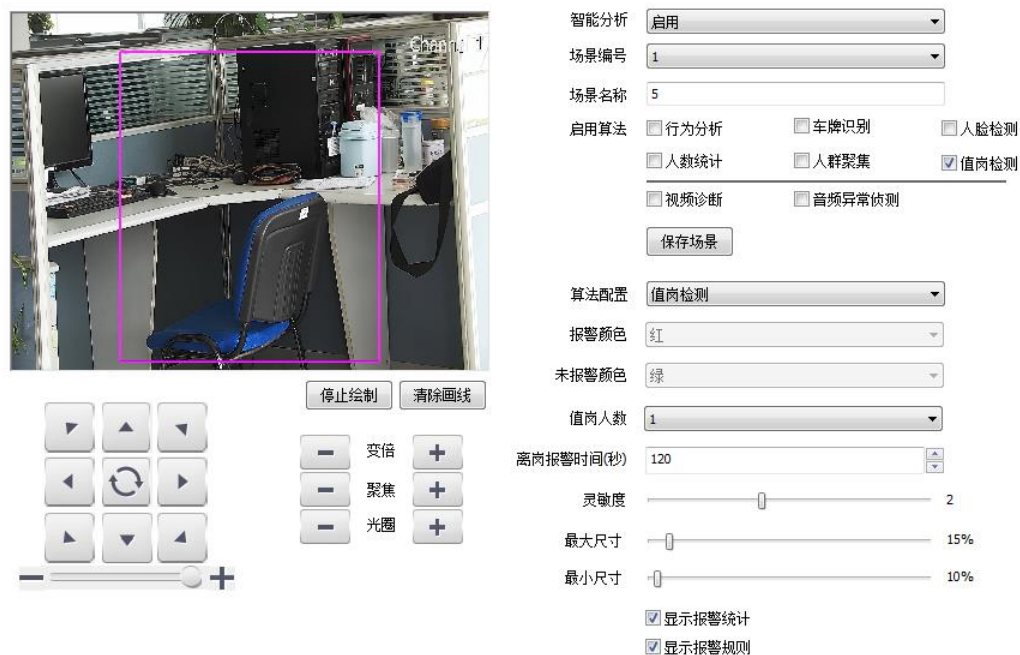 Channel 1
停止绘制 清除画线
变倍
聚焦
光圈
智能分析 启用
场景编号 1
场景名称 5
启用算法 行为分析 车牌识别 人脸检测
人数统计 人群聚集 值岗检测
视频诊断 音频异常侦测
保存场景
算法配置 值岗检测
报警颜色 红
未报警颜色 绿
值岗人数 1
离岗报警时间(秒) 120
灵敏度 2
最大尺寸 15%
最小尺寸 10%
显示报警统计
显示报警规则